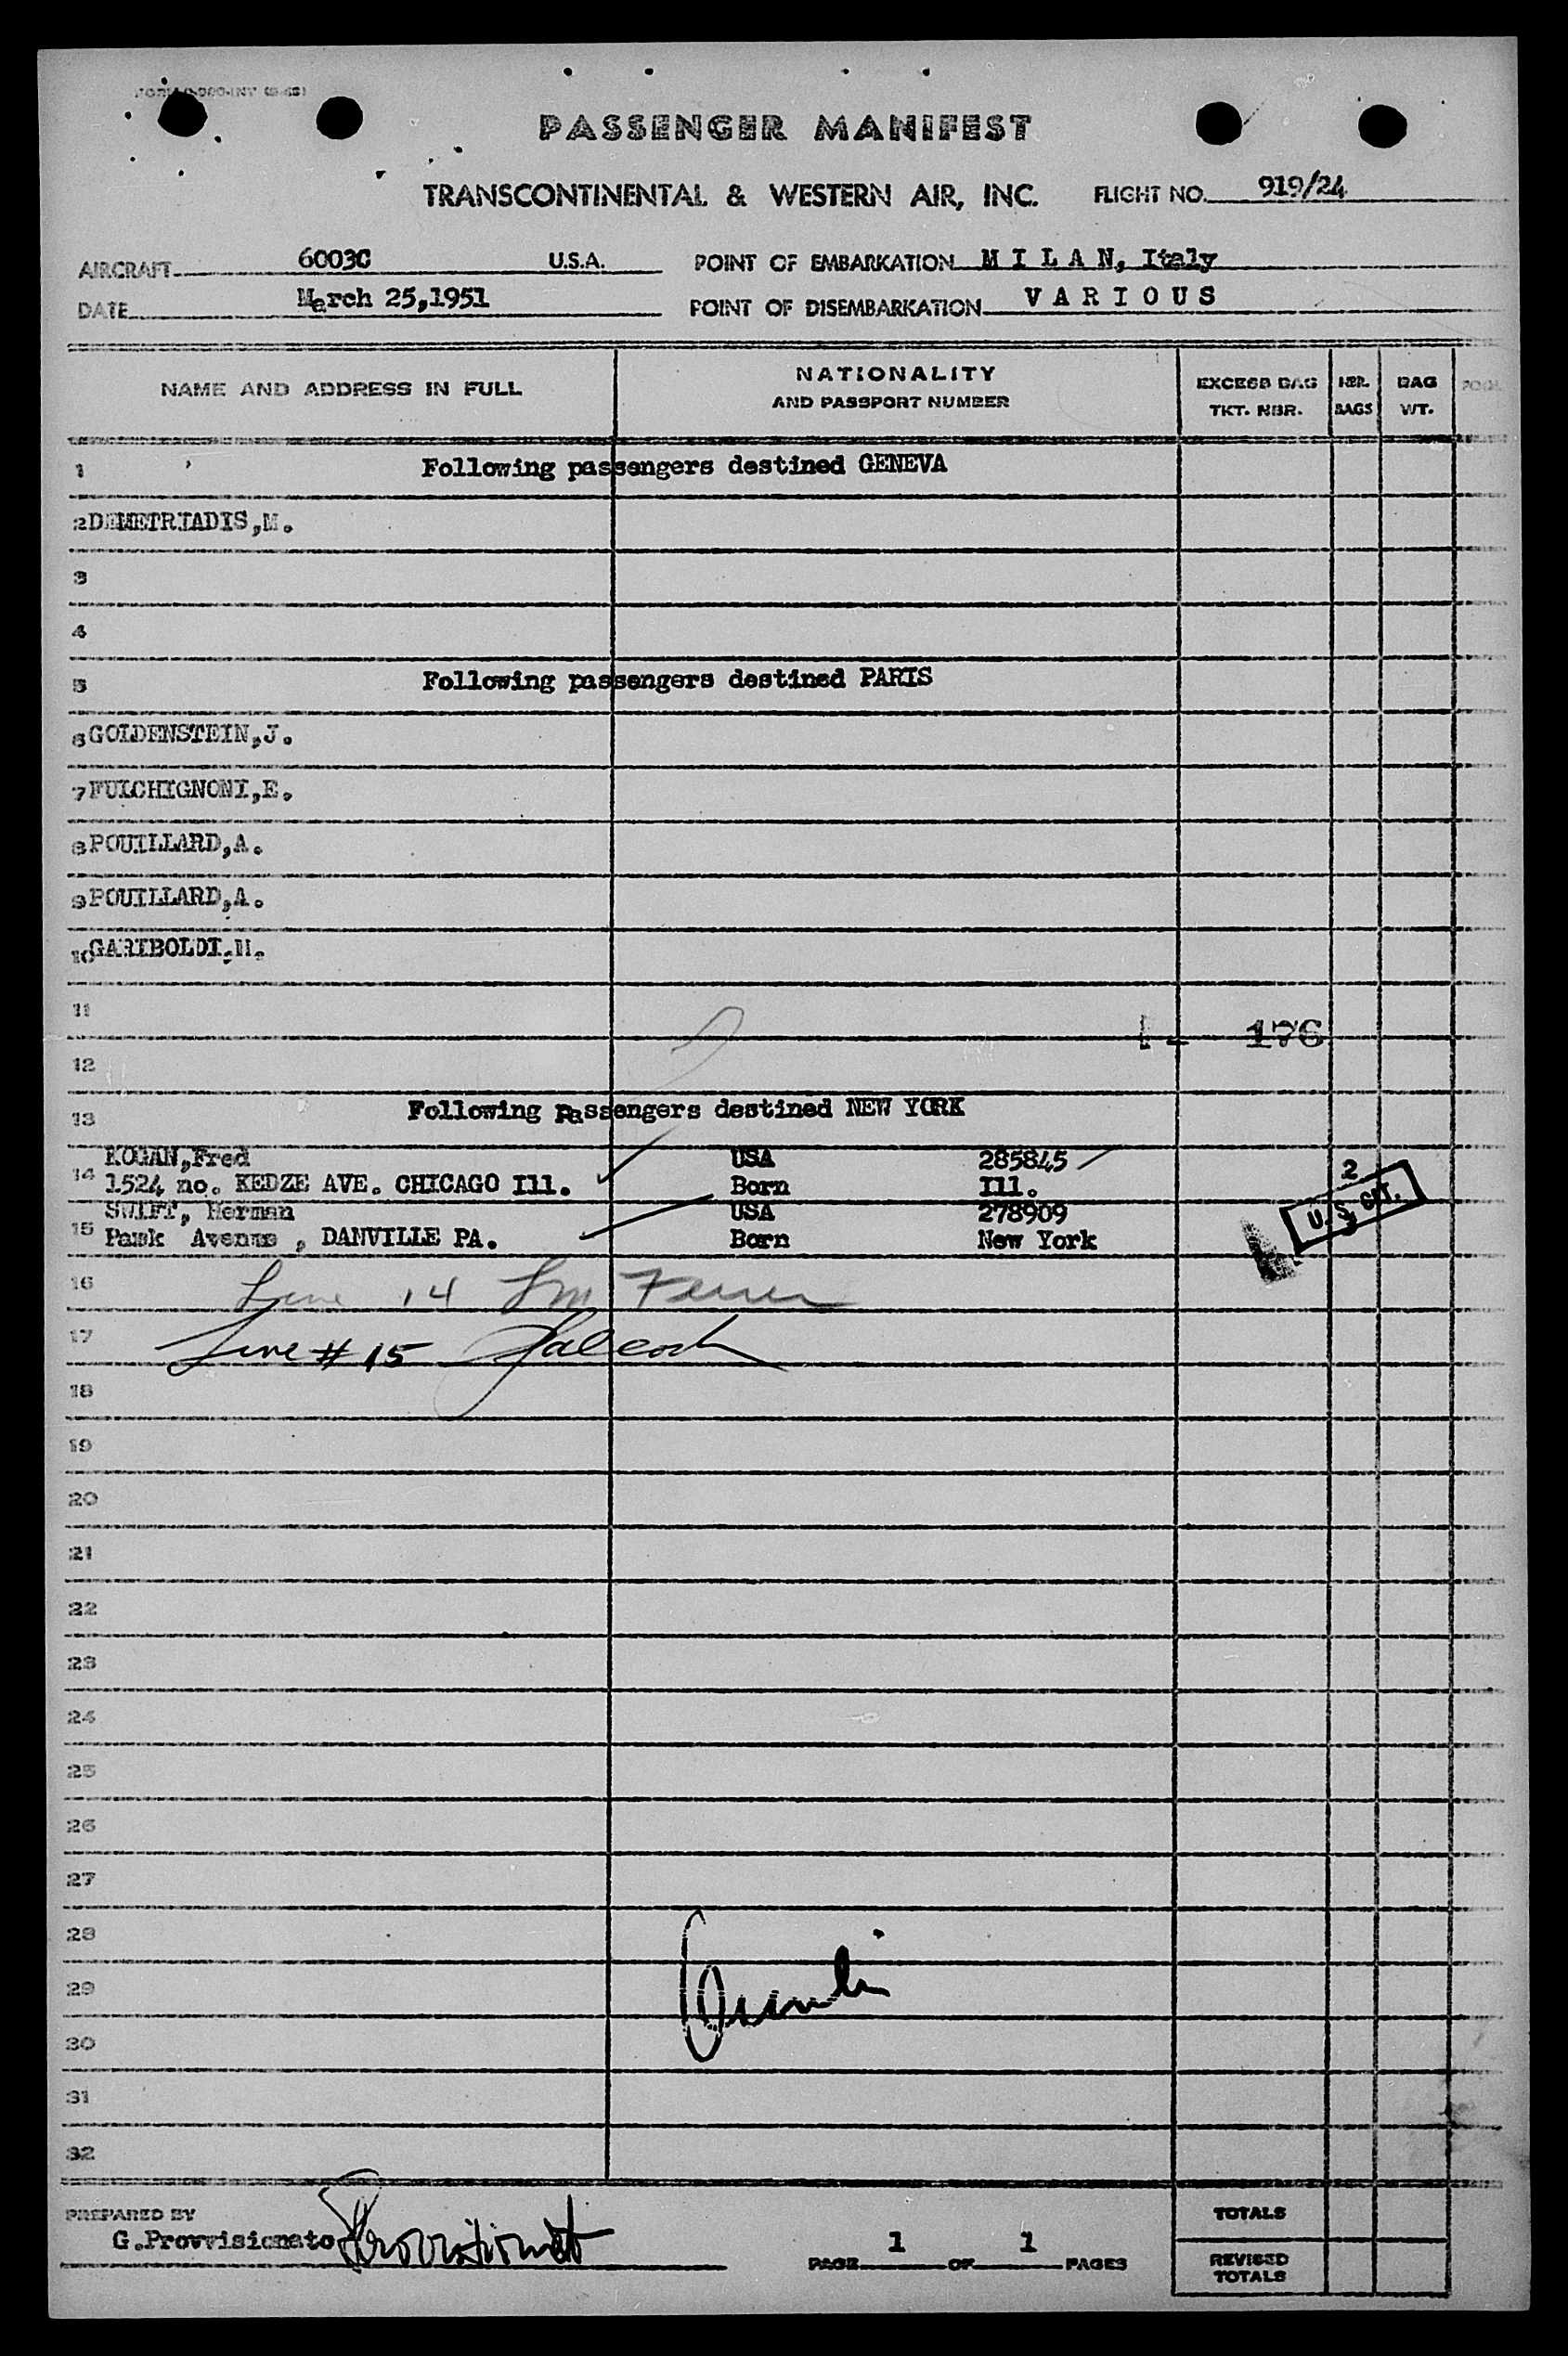 PASSENGER MANIFEST
TRANSCONTINENTAL & WESTERN AIR, INC. FLIGHT NO. 919/24
AIRCRAFT 6003C U.S.A. POINT OF EMBARKATION M I L A N, Italy
DATE March 25,1951 POINT OF DISEMBARKATION V A R I O U S
NAME AND ADDRESS IN FULL NATIONALITY AND PASSPORT NUMBER EXCESS BAG TKT. NBR. NBR. BAGS BAG WT.
1 Following passengers destined GENEVA
2 DEMETRIADIS,M.
3
4
5 Following passengers destined PARIS
6 GOLDENSTEIN,J.
7 FULCHIGNONI,E.
8 POUILLARD,A.
9 POUILLARD,A.
10 GARIBOLDI,M.
11
176
12
13 Following passengers destined NEW YORK
KOGAN,Fred USA 285845
14 1524 no. KEDZE AVE. CHICAGO Ill. Born Ill. 2
SWIFT, Herman USA 278909
15 Pa Avenue , DANVILLE PA. Born New York
U. S. CIT.
16 Line 14
17 Line # 15
18
19
20
21
22
23
24
25
26
27
28
29
30
31
32
PREPARED BY TOTALS
G.Provvisionato Provvisionato PAGE 1 OF 1 PAGES
REVISED TOTALS